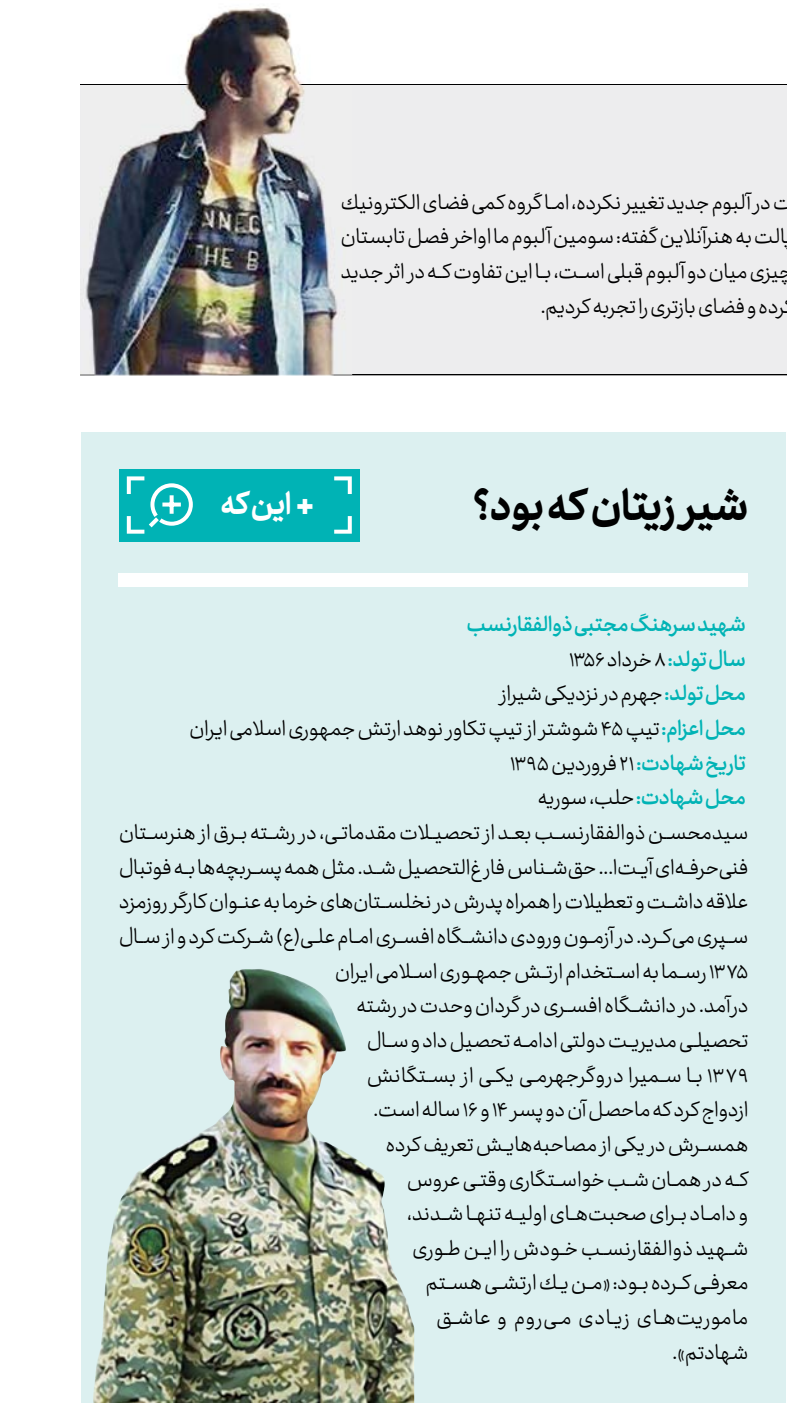 ت در آلبوم جدید تغییر نکرده، اما گروه کمی فضای الکترونیك
پالت به هنرآنلاین گفته: سومین آلبوم ما اواخر فصل تابستان
چیزی میان دو آلبوم قبلی است، با این تفاوت که در اثر جدید
کرده و فضای بازتری را تجربه کردیم.
NNEC
THE B
شیر زیتان که بود؟
+ این که
شهید سرهنگ مجتبی ذوالفقارنسب
سال تولد: ۸ خرداد ۱۳۵۶
محل تولد: جهرم در نزدیکی شیراز
محل اعزام: تیپ ۴۵ شوشتر از تیپ تکاور نوهد ارتش جمهوری اسلامی ایران
تاریخ شهادت: ۲۱ فروردین ۱۳۹۵
محل شهادت: حلب، سوریه
سیدمحسن ذوالفقارنسب بعد از تحصیلات مقدماتی، در رشته برق از هنرستان
فنی‌حرفه‌ای آیت‌ا... حق‌شناس فارغ‌التحصیل شد. مثل همه پسربچه‌ها به فوتبال
علاقه داشت و تعطیلات را همراه پدرش در نخلستان‌های خرما به عنوان کارگر روزمزد
سپری می‌کرد. در آزمون ورودی دانشگاه افسری امام علی(ع) شرکت کرد و از سال
۱۳۷۵ رسما به استخدام ارتش جمهوری اسلامی ایران
درآمد. در دانشگاه افسری در گردان وحدت در رشته
تحصیلی مدیریت دولتی ادامه تحصیل داد و سال
۱۳۷۹ با سمیرا دروگرجهرمی یکی از بستگانش
ازدواج کرد که ماحصل آن دو پسر ۱۴ و ۱۶ ساله است.
همسرش در یکی از مصاحبه‌هایش تعریف کرده
که در همان شب خواستگاری وقتی عروس
و داماد برای صحبت‌های اولیه تنها شدند،
شهید ذوالفقارنسب خودش را این طوری
معرفی کرده بود: «من یك ارتشی هستم
ماموریت‌های زیادی می‌روم و عاشق
شهادتم».